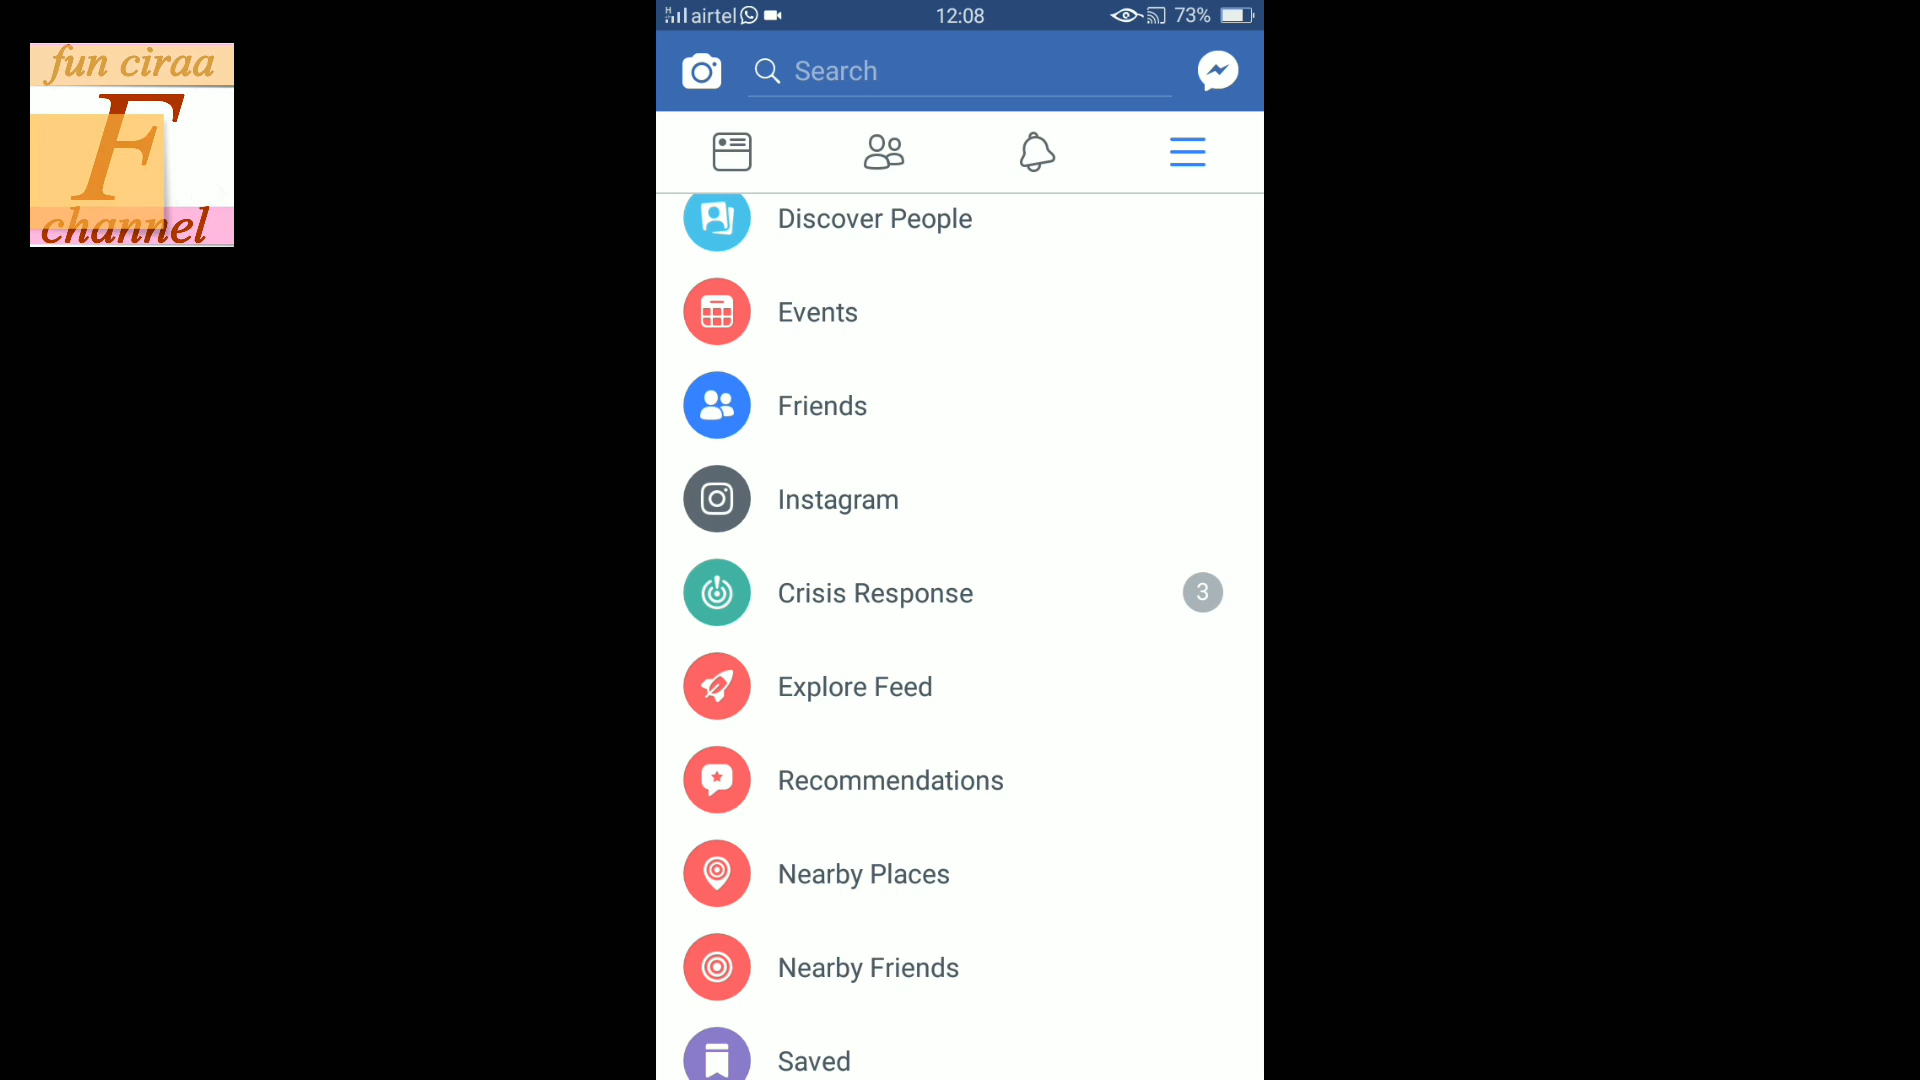 fun ciraa
F
channel
H airtel 12:08 73%
Search
Discover People
Events
Friends
Instagram
Crisis Response 3
Explore Feed
Recommendations
Nearby Places
Nearby Friends
Saved